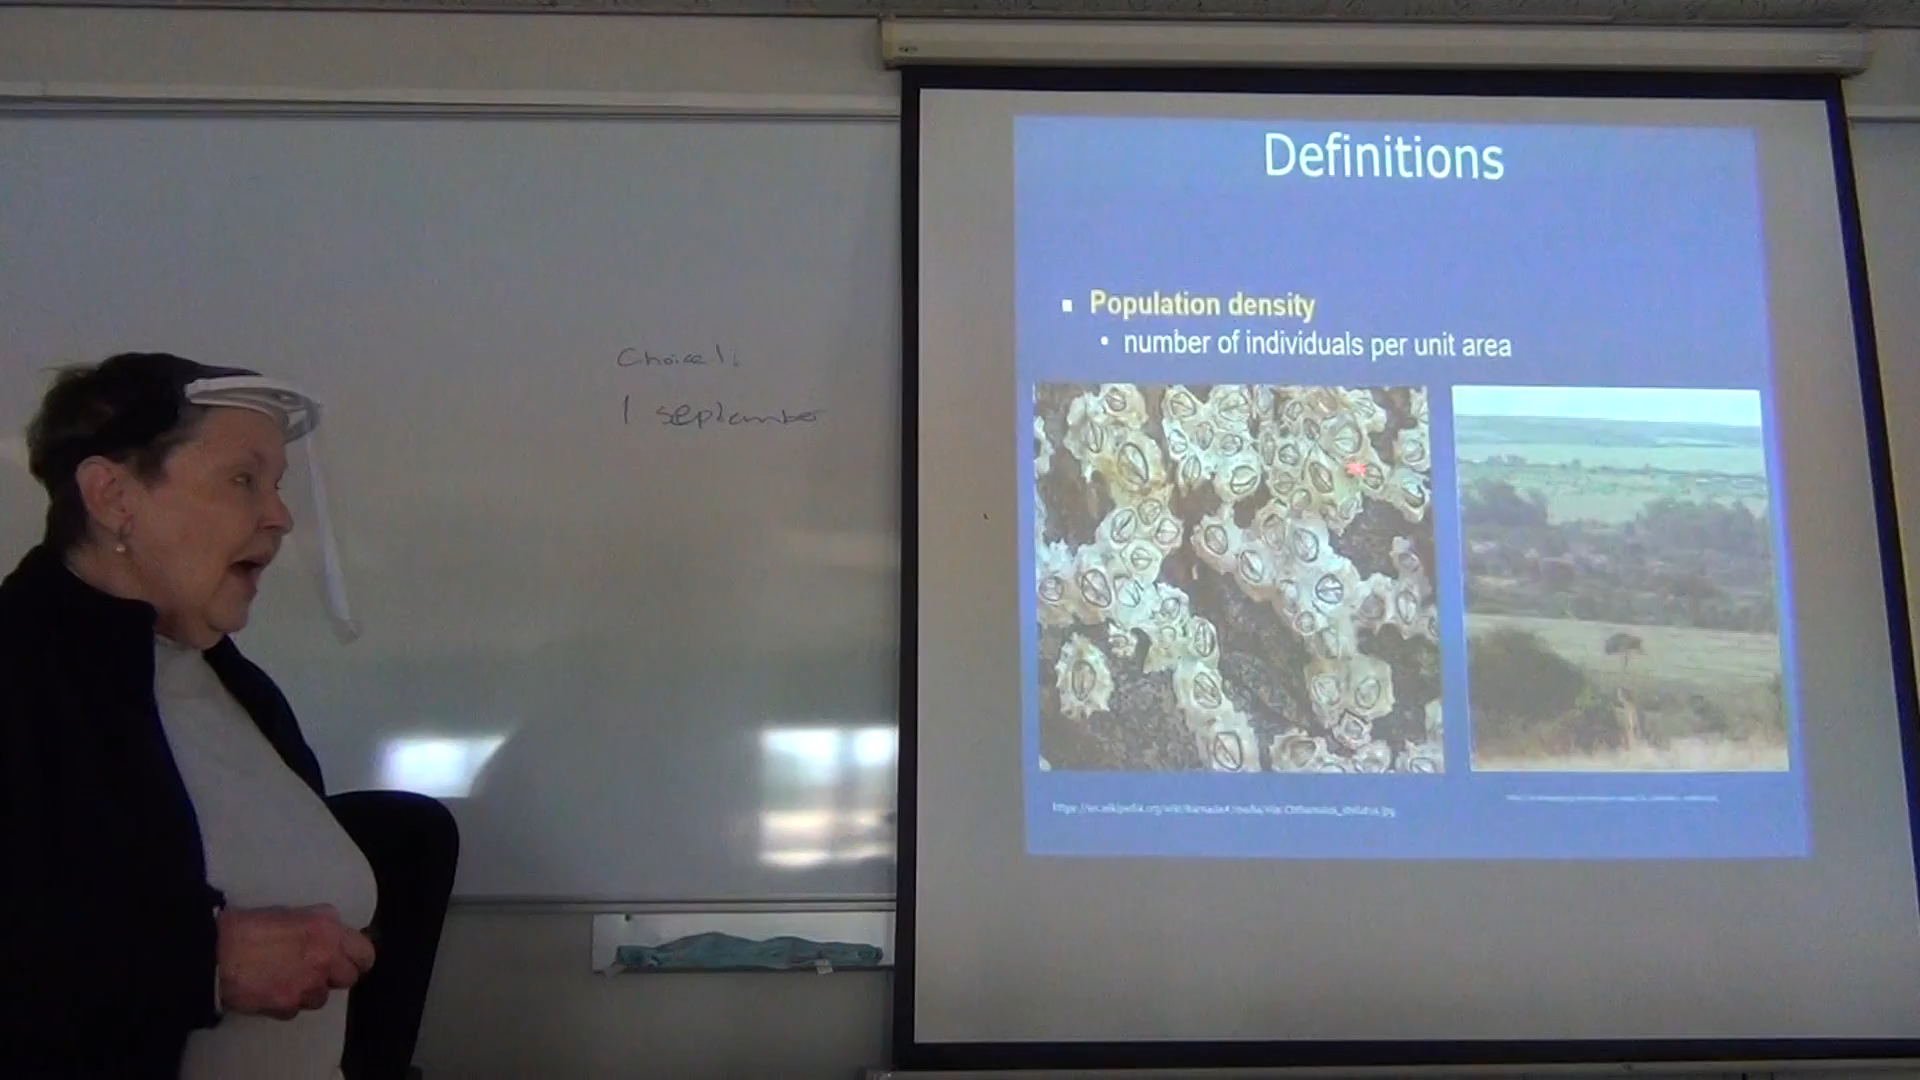 Choice 1:
1 september
Definitions
Population density
number of individuals per unit area